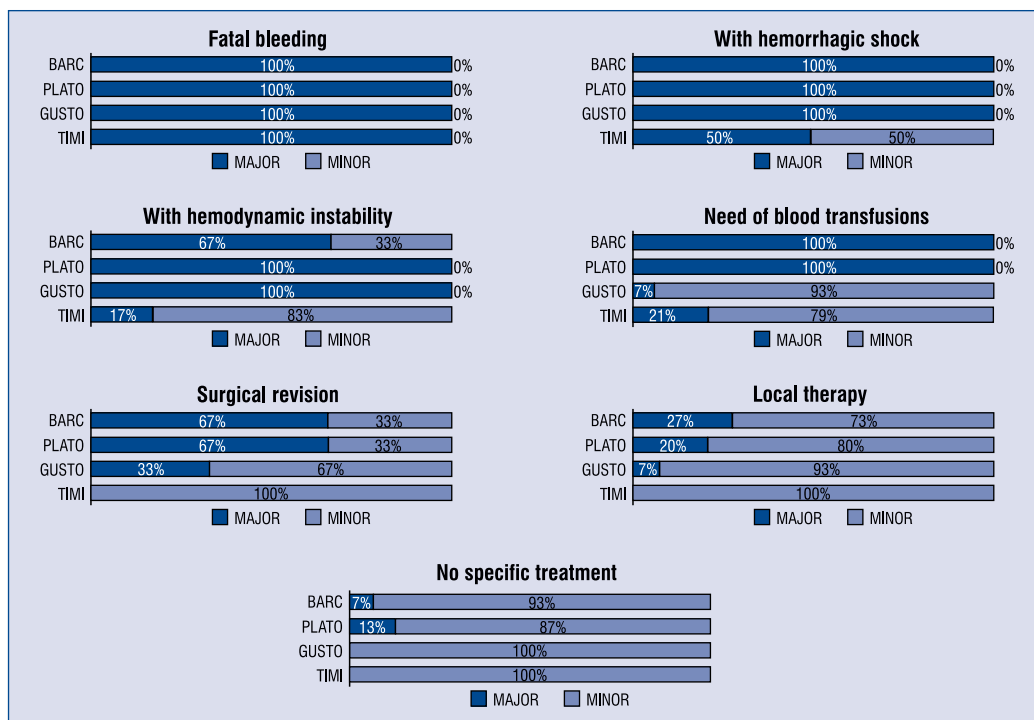 Fatal bleeding
BARC 100% 0%
PLATO 100% 0%
GUSTO 100% 0%
TIMI 100% 0%
MAJOR MINOR
With hemorrhagic shock
BARC 100% 0%
PLATO 100% 0%
GUSTO 100% 0%
TIMI 50% 50%
MAJOR MINOR
With hemodynamic instability
BARC 67% 33%
PLATO 100% 0%
GUSTO 100% 0%
TIMI 17% 83%
MAJOR MINOR
Need of blood transfusions
BARC 100% 0%
PLATO 100% 0%
GUSTO 7% 93%
TIMI 21% 79%
MAJOR MINOR
Surgical revision
BARC 67% 33%
PLATO 67% 33%
GUSTO 33% 67%
TIMI 100%
MAJOR MINOR
Local therapy
BARC 27% 73%
PLATO 20% 80%
GUSTO 7% 93%
TIMI 100%
MAJOR MINOR
No specific treatment
BARC 7% 93%
PLATO 13% 87%
GUSTO 100%
TIMI 100%
MAJOR MINOR